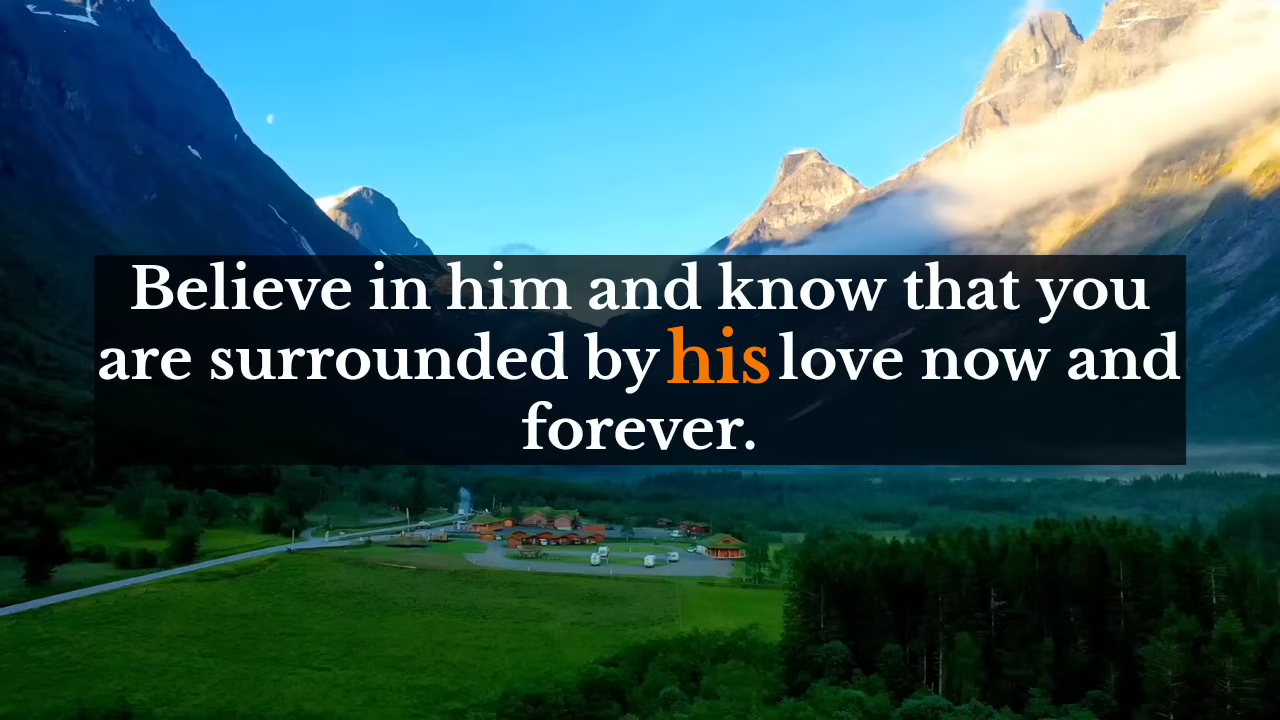 Believe in him and know that you
are surrounded by his love now and
forever.